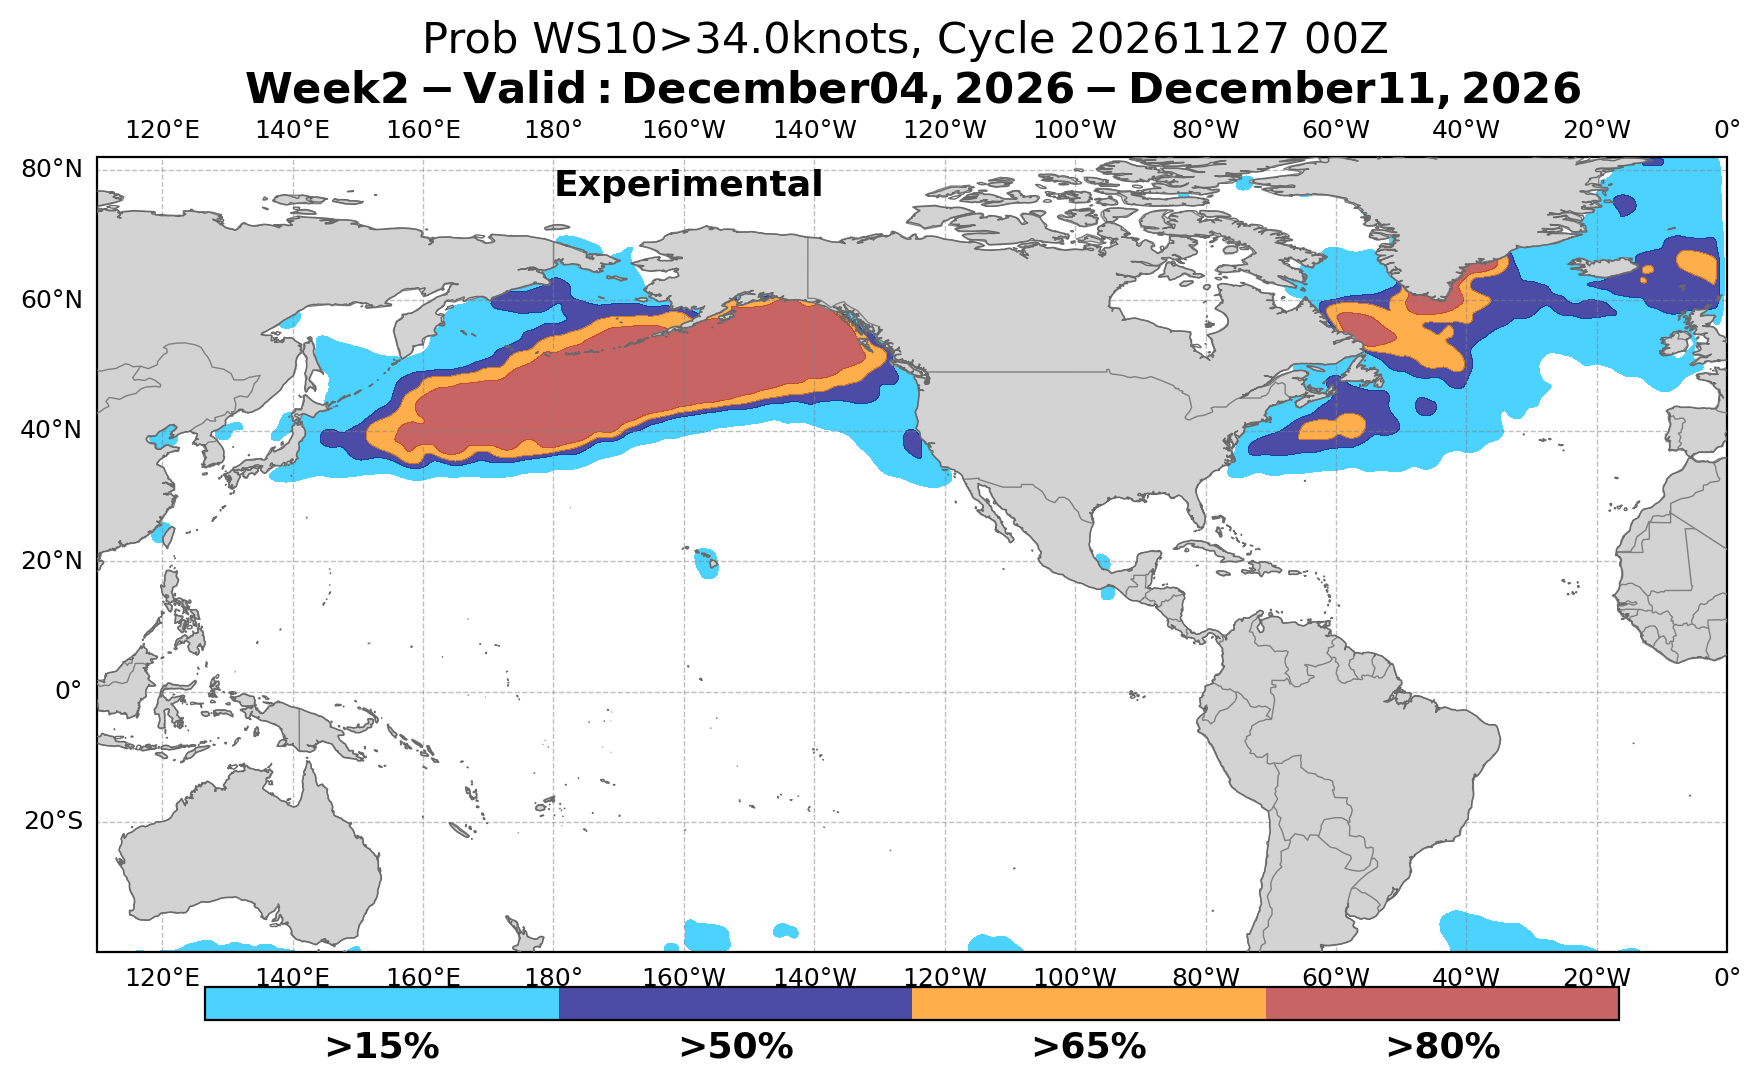 Prob WS10>34.0knots, Cycle 20261127 00Z
Week2 − Valid : December04, 2026 − December11, 2026
120°E 140°E 160°E 180° 160°W 140°W 120°W 100°W 80°W 60°W 40°W 20°W 0°
80°N
Experimental
60°N
40°N
20°N
0°
20°S
120°E 140°E 160°E 180° 160°W 140°W 120°W 100°W 80°W 60°W 40°W 20°W 0°
>15% >50% >65% >80%